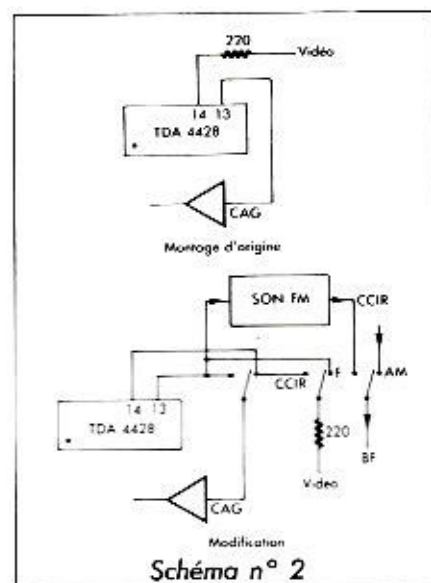 220
Vidéo
14 13
TDA 4428
CAG
Montage d'origine
SON FM
CCIR
14 13
CCIR
F
AM
TDA 4428
220
BF
Video
CAG
Modification
Schéma n° 2